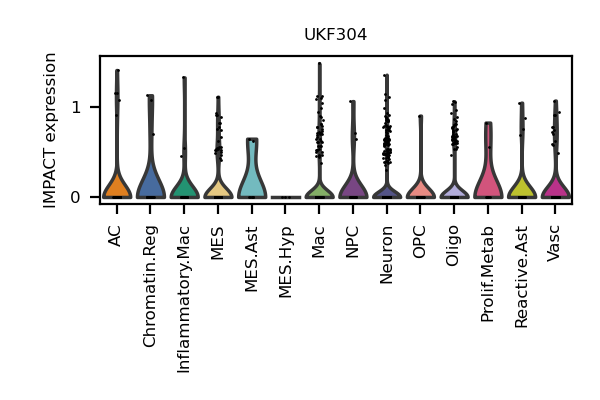 UKF304
IMPACT expression
1
0
AC
Chromatin.Reg
Inflammatory.Mac
MES
MES.Ast
MES.Hyp
Mac
NPC
Neuron
OPC
Oligo
Prolif.Metab
Reactive.Ast
Vasc